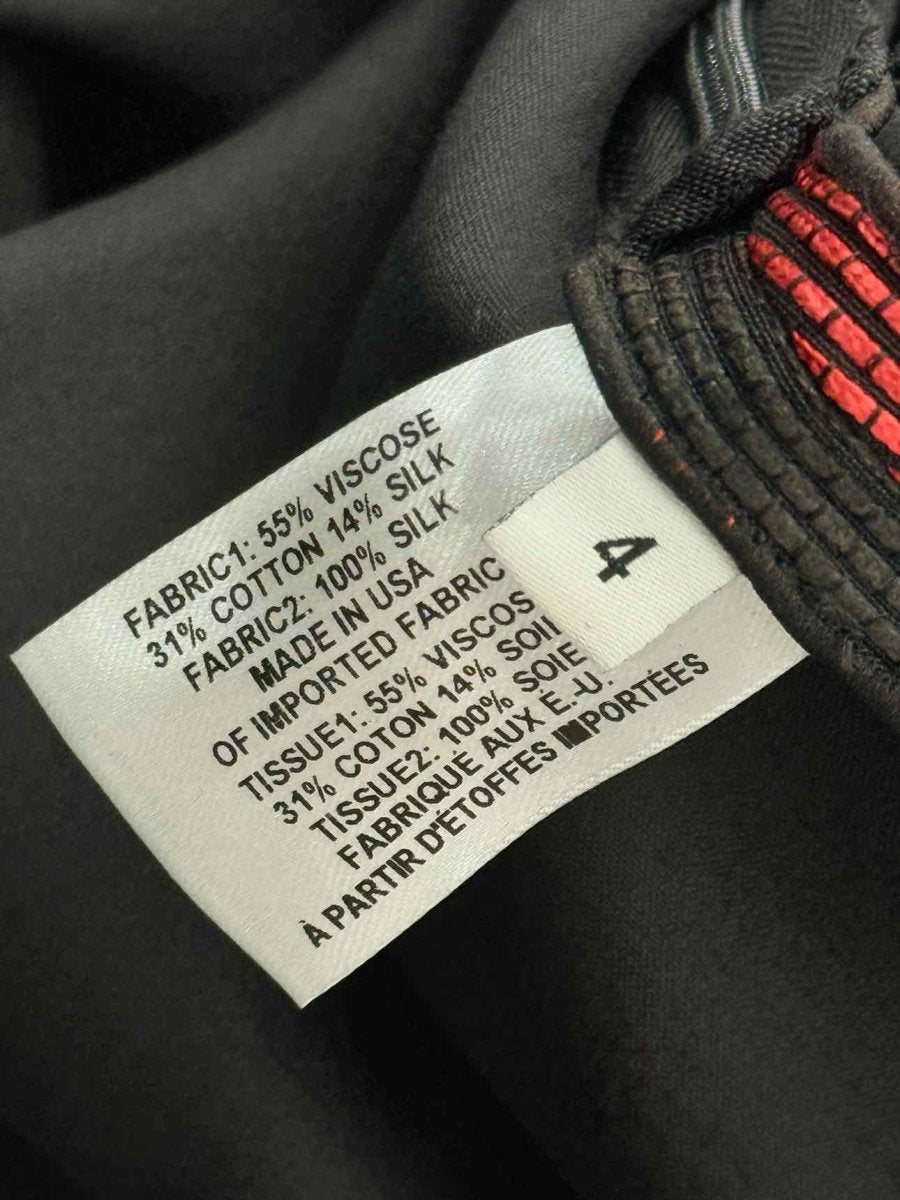 FABRIC1: 55% VISCOSE
31% COTTON 14% SILK
FABRIC2: 100% SILK
MADE IN USA
OF IMPORTED FABRIC
TISSUE1: 55% VISCOS
31% COTON 14% SOI
TISSUE2: 100% SOIE
FABRIQUÉ AUX É.-U.
À PARTIR D'ÉTOFFES IMPORTÉES
4